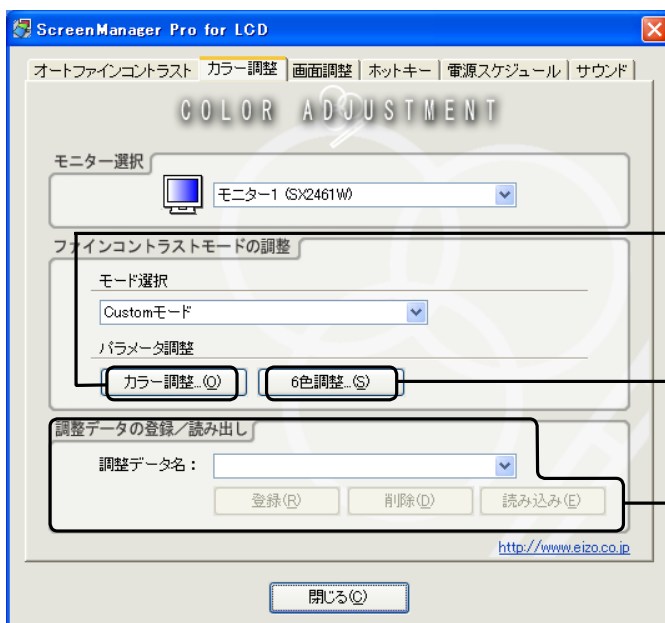 ScreenManager Pro for LCD
オートファインコントラスト カラー調整 画面調整 ホットキー 電源スケジュール サウンド
COLOR ADJUSTMENT
モニター選択
モニター1 (SX2461W)
ファインコントラストモードの調整
モード選択
Customモード
パラメータ調整
カラー調整...(O) 6色調整...(S)
調整データの登録／読み出し
調整データ名：
登録(R) 削除(D) 読み込み(E)
http://www.eizo.co.jp
閉じる(C)